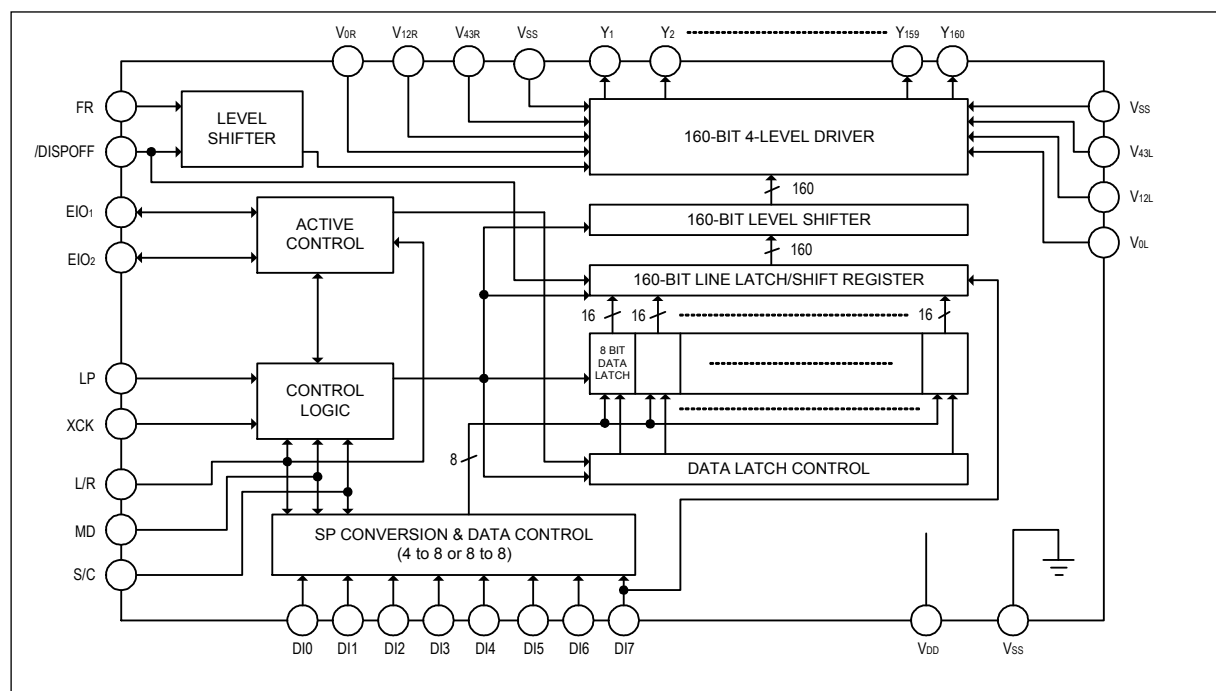 V0R V12R V43R VSS Y1 Y2 Y159 Y160
FR
LEVEL
SHIFTER
/DISPOFF
160-BIT 4-LEVEL DRIVER
VSS
V43L
V12L
V0L
160
160-BIT LEVEL SHIFTER
160
160-BIT LINE LATCH/SHIFT REGISTER
EIO1
EIO2
ACTIVE
CONTROL
16 16 16
8 BIT
DATA
LATCH
LP
XCK
CONTROL
LOGIC
8
DATA LATCH CONTROL
L/R
MD
S/C
SP CONVERSION & DATA CONTROL
(4 to 8 or 8 to 8)
DI0 DI1 DI2 DI3 DI4 DI5 DI6 DI7 VDD VSS